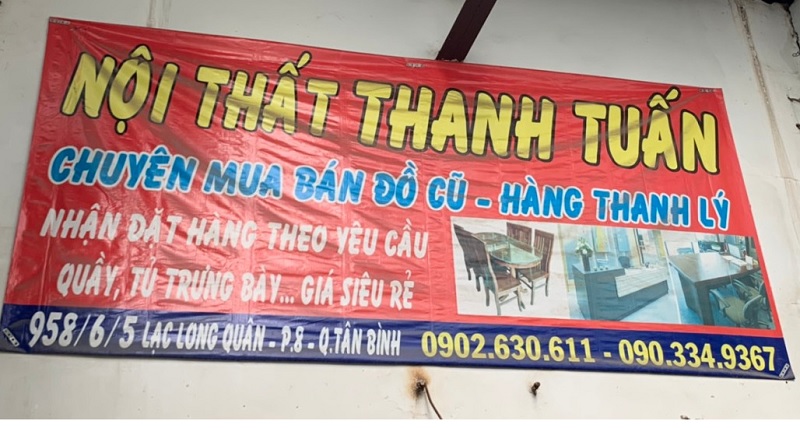 NỘI THẤT THANH TUẤN
CHUYÊN MUA BÁN ĐỒ CŨ - HÀNG THANH LÝ
NHẬN ĐẶT HÀNG THEO YÊU CẦU
QUẦY, TỦ TRƯNG BÀY... GIÁ SIÊU RẺ
958/6/5 LẠC LONG QUÂN - P.8 - Q.TÂN BÌNH 0902.630.611 - 090.334.9367